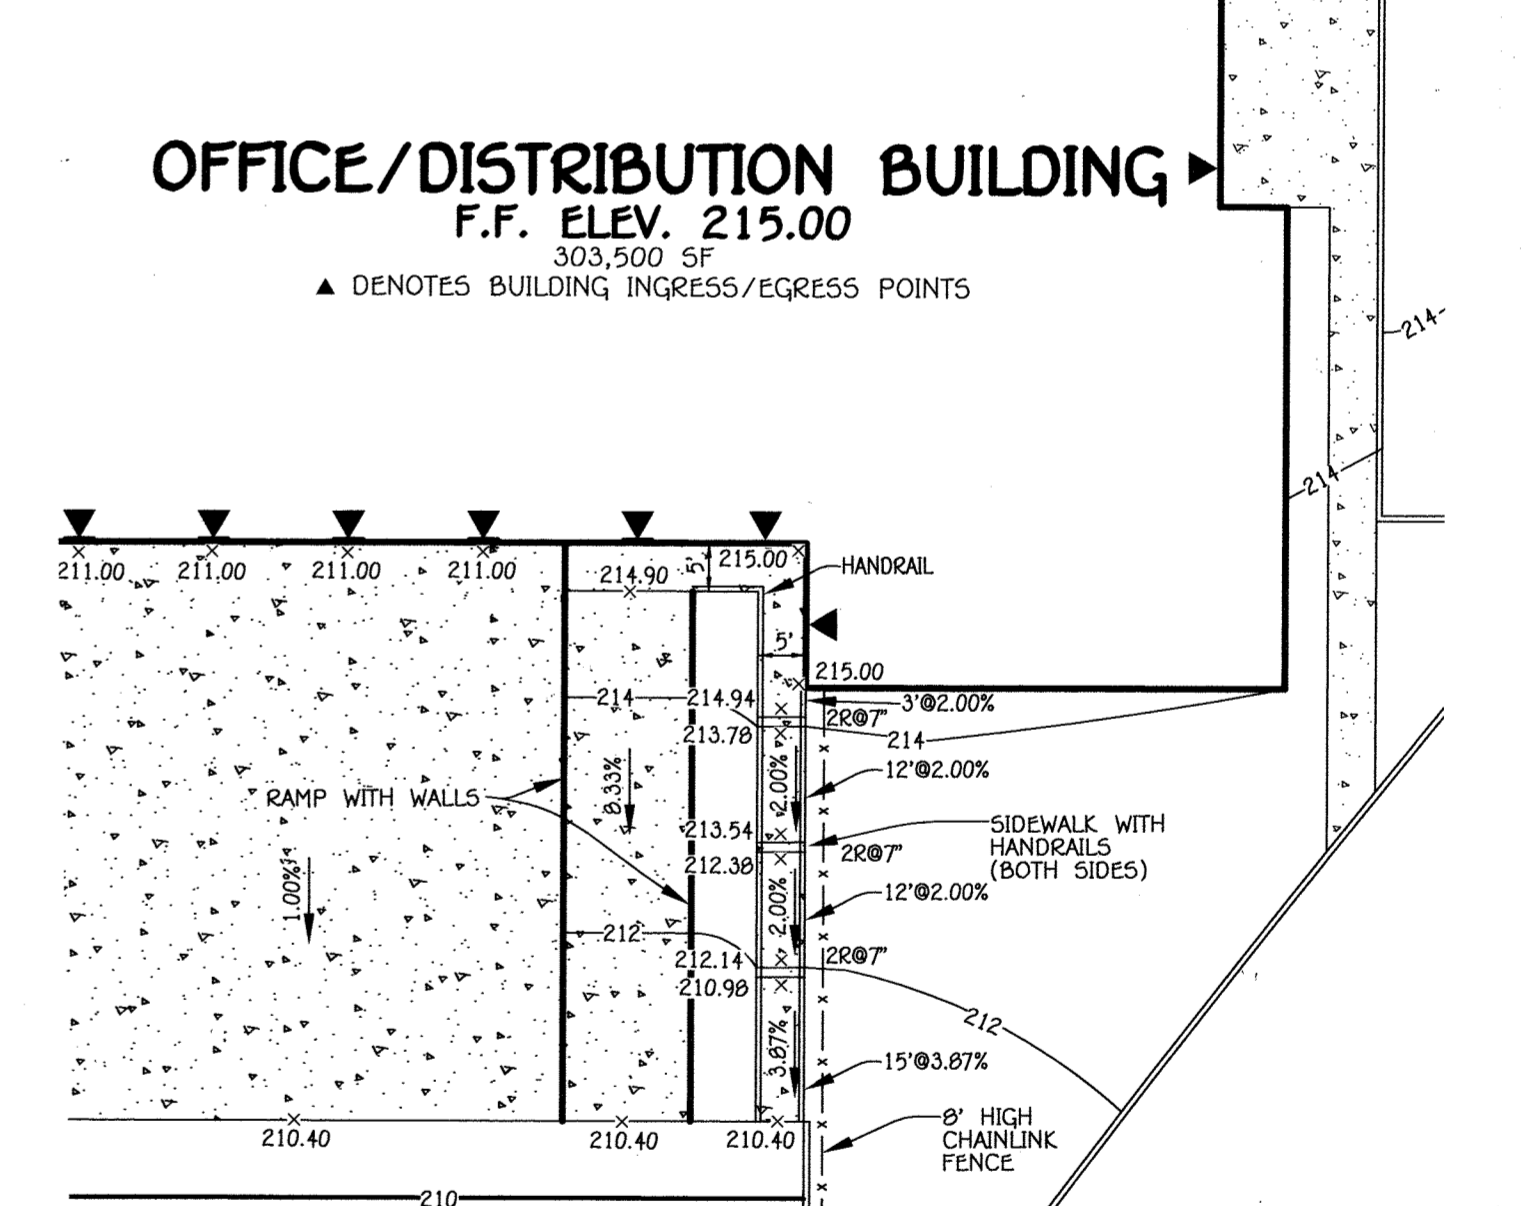 OFFICE/DISTRIBUTION BUILDING
F.F. ELEV. 215.00
303,500 SF
▲ DENOTES BUILDING INGRESS/EGRESS POINTS
214
214
211.00 211.00 211.00 211.00
214.90
5'
215.00
HANDRAIL
5'
215.00
214
214.94
3'@2.00%
2R@7"
213.78
214
8.33%
2.00%
12'@2.00%
RAMP WITH WALLS
213.54
SIDEWALK WITH
HANDRAILS
(BOTH SIDES)
212.38
2R@7"
1.00%
2.00%
12'@2.00%
212
212.14
2R@7"
210.98
212
3.87%
15'@3.87%
8' HIGH
CHAINLINK
FENCE
210.40 210.40 210.40
210